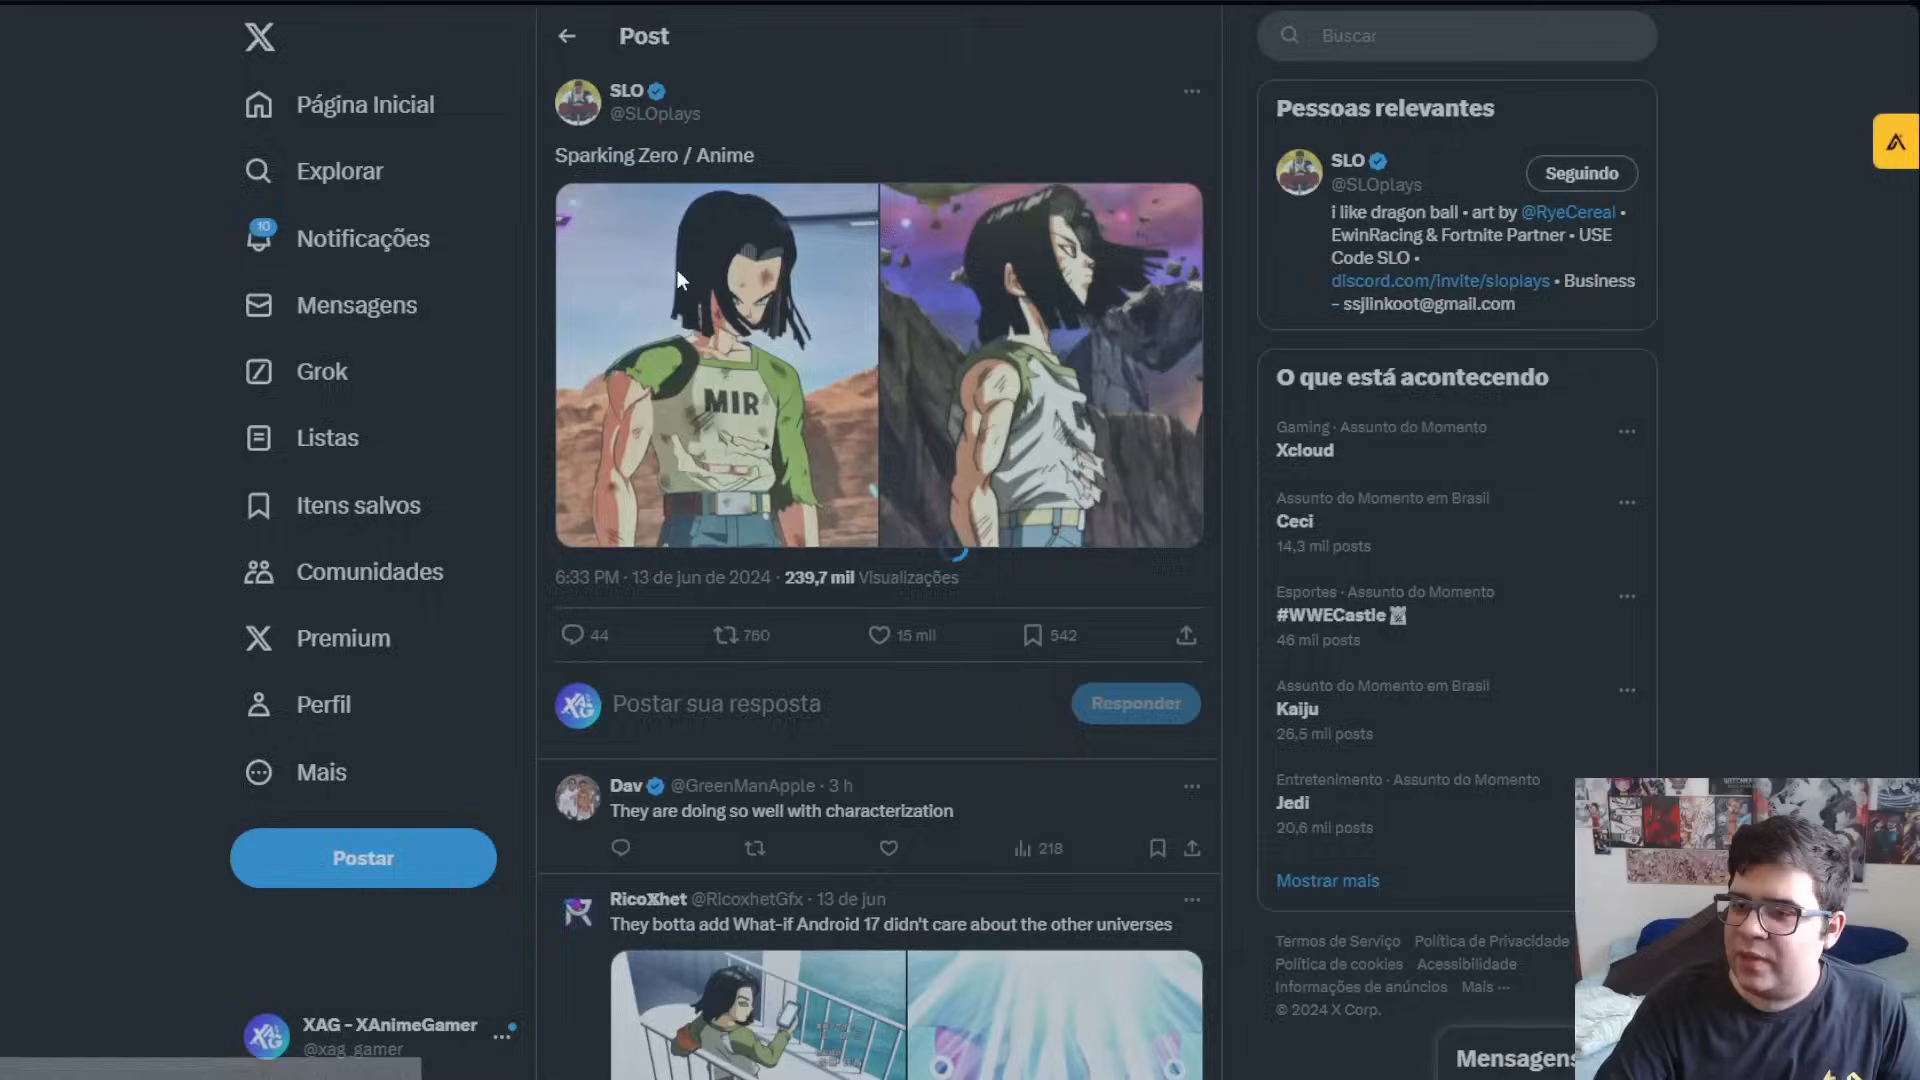 Página Inicial
Explorar
10
Notificações
Mensagens
Grok
Listas
Itens salvos
Comunidades
Premium
Perfil
Mais
Postar
XAG - XAnimeGamer
@xag_gamer
Post
SLO
@SLOplays
Sparking Zero / Anime
MIR
6:33 PM · 13 de jun de 2024 · 239,7 mil Visualizações
44
760
15 mil
542
XAG
Postar sua resposta
Responder
Dav @GreenManApple · 3 h
They are doing so well with characterization
218
RicoXhet @RicoxhetGfx · 13 de jun
They botta add What-if Android 17 didn't care about the other universes
Buscar
Pessoas relevantes
SLO
@SLOplays
Seguindo
i like dragon ball • art by @RyeCereal •
EwinRacing & Fortnite Partner • USE
Code SLO •
discord.com/invite/sloplays • Business
– ssjlinkoot@gmail.com
O que está acontecendo
Gaming · Assunto do Momento
Xcloud
Assunto do Momento em Brasil
Ceci
14,3 mil posts
Esportes · Assunto do Momento
#WWECastle
46 mil posts
Assunto do Momento em Brasil
Kaiju
26,5 mil posts
Entretenimento · Assunto do Momento
Jedi
20,6 mil posts
Mostrar mais
Termos de Serviço Política de Privacidade
Política de cookies Acessibilidade
Informações de anúncios Mais ···
© 2024 X Corp.
Mensagens